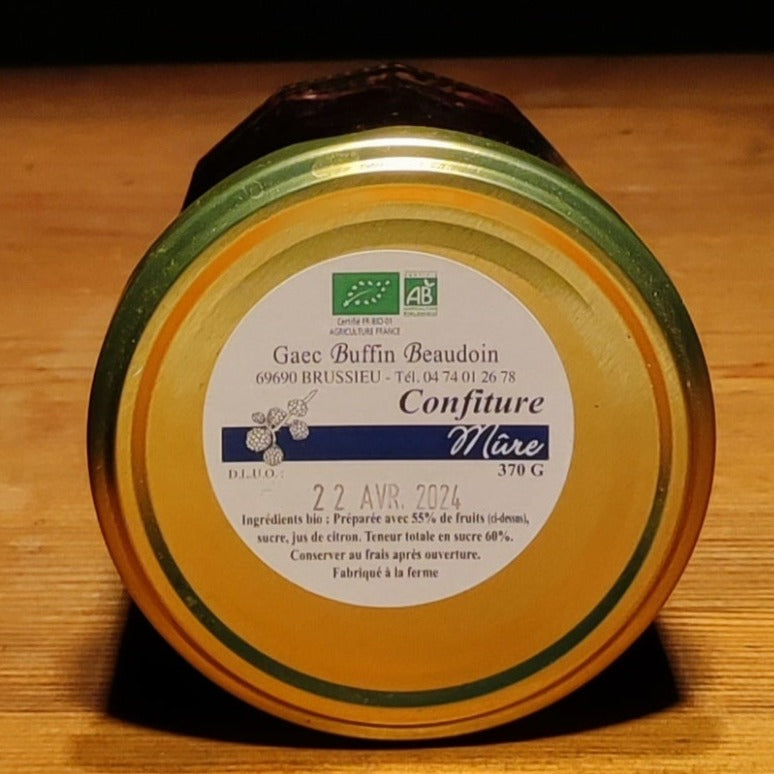 AB
Certifié FR-BIO-01
AGRICULTURE FRANCE
Gaec Buffin Beaudoin
69690 BRUSSIEU - Tél. 04 74 01 26 78
Confiture
Mûre
370 G
D.L.U.O. :
22 AVR. 2024
Ingrédients bio : Préparée avec 55% de fruits (ci-dessus),
sucre, jus de citron. Teneur totale en sucre 60%.
Conserver au frais après ouverture.
Fabriqué à la ferme